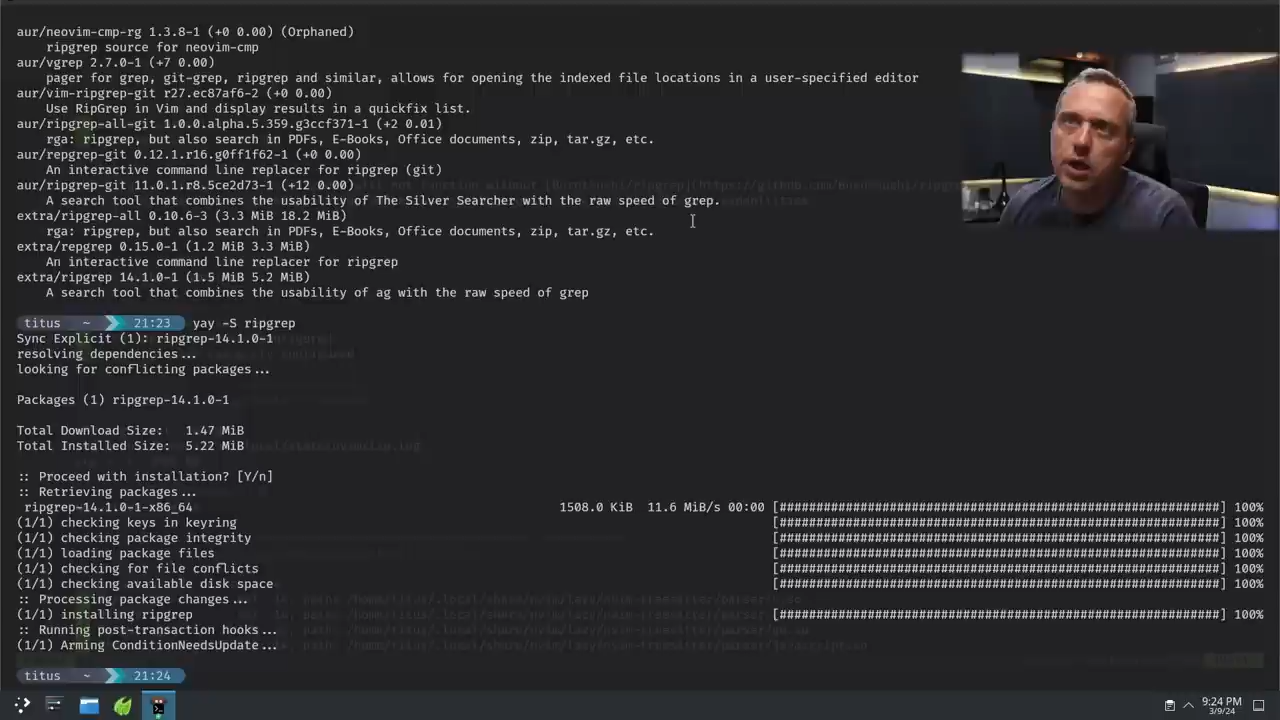 aur/neovim-cmp-rg 1.3.8-1 (+0 0.00) (Orphaned)
ripgrep source for neovim-cmp
aur/vgrep 2.7.0-1 (+7 0.00)
pager for grep, git-grep, ripgrep and similar, allows for opening the indexed file locations in a user-specified editor
aur/vim-ripgrep-git r27.ec87af6-2 (+0 0.00)
Use RipGrep in Vim and display results in a quickfix list.
aur/ripgrep-all-git 1.0.0.alpha.5.359.g3ccf371-1 (+2 0.01)
rga: ripgrep, but also search in PDFs, E-Books, Office documents, zip, tar.gz, etc.
aur/repgrep-git 0.12.1.r16.g0ff1f62-1 (+0 0.00)
An interactive command line replacer for ripgrep (git)
aur/ripgrep-git 11.0.1.r8.5ce2d73-1 (+12 0.00)
A search tool that combines the usability of The Silver Searcher with the raw speed of grep.
extra/ripgrep-all 0.10.6-3 (3.3 MiB 18.2 MiB)
rga: ripgrep, but also search in PDFs, E-Books, Office documents, zip, tar.gz, etc.
extra/repgrep 0.15.0-1 (1.2 MiB 3.3 MiB)
An interactive command line replacer for ripgrep
extra/ripgrep 14.1.0-1 (1.5 MiB 5.2 MiB)
A search tool that combines the usability of ag with the raw speed of grep
titus ~ 21:23 yay -S ripgrep
Sync Explicit (1): ripgrep-14.1.0-1
resolving dependencies...
looking for conflicting packages...
Packages (1) ripgrep-14.1.0-1
Total Download Size: 1.47 MiB
Total Installed Size: 5.22 MiB
:: Proceed with installation? [Y/n]
:: Retrieving packages...
ripgrep-14.1.0-1-x86_64 1508.0 KiB 11.6 MiB/s 00:00 [############################################################] 100%
(1/1) checking keys in keyring [############################################################] 100%
(1/1) checking package integrity [############################################################] 100%
(1/1) loading package files [############################################################] 100%
(1/1) checking for file conflicts [############################################################] 100%
(1/1) checking available disk space [############################################################] 100%
:: Processing package changes...
(1/1) installing ripgrep [############################################################] 100%
:: Running post-transaction hooks...
(1/1) Arming ConditionNeedsUpdate...
titus ~ 21:24
9:24 PM
3/9/24